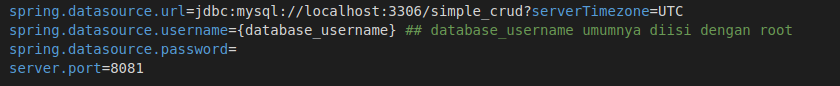 spring.datasource.url=jdbc:mysql://localhost:3306/simple_crud?serverTimezone=UTC
spring.datasource.username={database_username} ## database_username umumnya diisi dengan root
spring.datasource.password=
server.port=8081